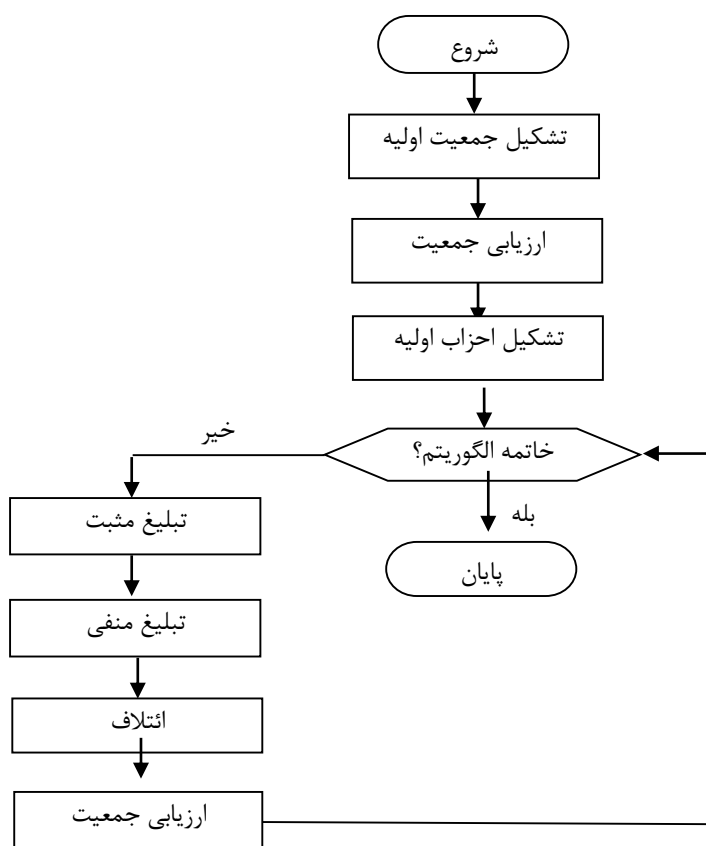 شروع
تشکیل جمعیت اولیه
ارزیابی جمعیت
تشکیل احزاب اولیه
خاتمه الگوریتم؟
خیر
بله
پایان
تبلیغ مثبت
تبلیغ منفی
ائتلاف
ارزیابی جمعیت